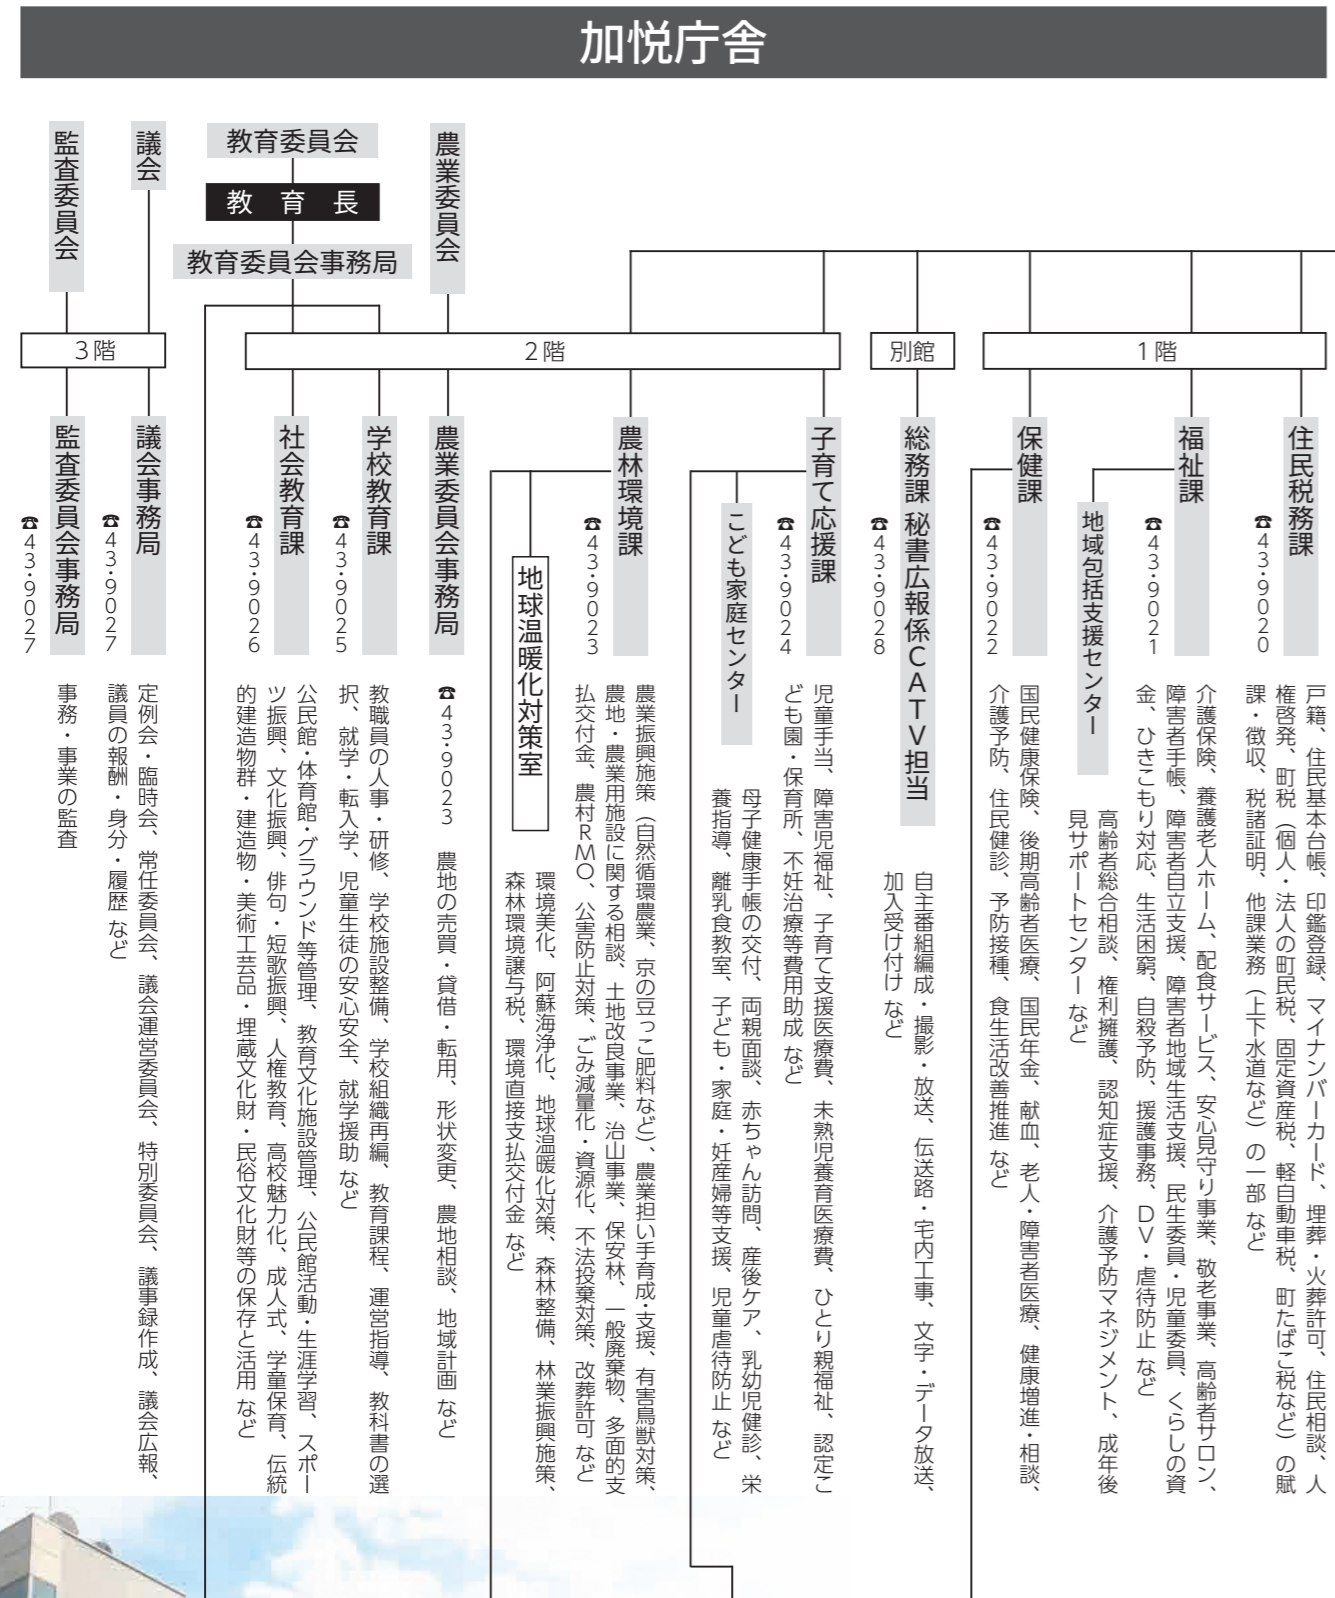 加悦庁舎
1階
住民税務課
☎43・9020
戸籍、住民基本台帳、印鑑登録、マイナンバーカード、埋葬・火葬許可、住民相談、人
権啓発、町税（個人・法人の町民税、固定資産税、軽自動車税、町たばこ税など）の賦
課・徴収、税諸証明、他課業務（上下水道など）の一部 など
福祉課
☎43・9021
介護保険、養護老人ホーム、配食サービス、安心見守り事業、敬老事業、高齢者サロン、
障害者手帳、障害者自立支援、障害者地域生活支援、民生委員・児童委員、くらしの資
金、ひきこもり対応、生活困窮、自殺予防、援護事務、DV・虐待防止 など
地域包括支援センター
高齢者総合相談、権利擁護、認知症支援、介護予防マネジメント、成年後
見サポートセンター など
保健課
☎43・9022
国民健康保険、後期高齢者医療、国民年金、献血、老人・障害者医療、健康増進・相談、
介護予防、住民健診、予防接種、食生活改善推進 など
別館
総務課 秘書広報係CATV担当
☎43・9028
自主番組編成・撮影・放送、伝送路・宅内工事、文字・データ放送、
加入受け付け など
2階
子育て応援課
☎43・9024
児童手当、障害児福祉、子育て支援医療費、未熟児養育医療費、ひとり親福祉、認定こ
ども園・保育所、不妊治療等費用助成 など
こども家庭センター
母子健康手帳の交付、両親面談、赤ちゃん訪問、産後ケア、乳幼児健診、栄
養指導、離乳食教室、子ども・家庭・妊産婦等支援、児童虐待防止 など
農林環境課
☎43・9023
農業振興施策（自然循環農業、京の豆っこ肥料など）、農業担い手育成・支援、有害鳥獣対策、
農地・農業用施設に関する相談、土地改良事業、治山事業、保安林、一般廃棄物、多面的支
払交付金、農村RMO、公害防止対策、ごみ減量化・資源化、不法投棄対策、改葬許可 など
地球温暖化対策室
環境美化、阿蘇海浄化、地球温暖化対策、森林整備、林業振興施策、
森林環境譲与税、環境直接支払交付金 など
農業委員会
農業委員会事務局
☎43・9023 農地の売買・貸借・転用、形状変更、農地相談、地域計画 など
教育委員会
教育長
教育委員会事務局
学校教育課
☎43・9025
教職員の人事・研修、学校施設整備、学校組織再編、教育課程、運営指導、教科書の選
択、就学・転入学、児童生徒の安心安全、就学援助 など
社会教育課
☎43・9026
公民館・体育館・グラウンド等管理、教育文化施設管理、公民館活動・生涯学習、スポー
ツ振興、文化振興、俳句・短歌振興、人権教育、高校魅力化、成人式、学童保育、伝統
的建造物群・建造物・美術工芸品・埋蔵文化財・民俗文化財等の保存と活用 など
3階
議会
議会事務局
☎43・9027
定例会・臨時会、常任委員会、議会運営委員会、特別委員会、議事録作成、議会広報、
議員の報酬・身分・履歴 など
監査委員会
監査委員会事務局
☎43・9027
事務・事業の監査